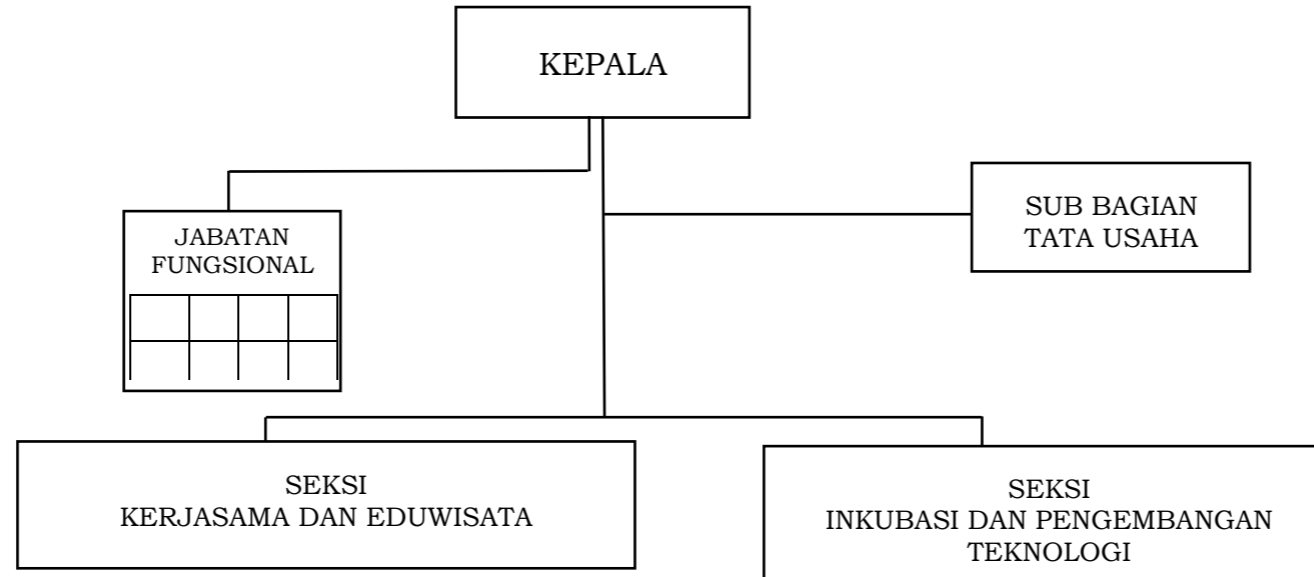 KEPALA
SUB BAGIAN
TATA USAHA
JABATAN
FUNGSIONAL
SEKSI
KERJASAMA DAN EDUWISATA
SEKSI
INKUBASI DAN PENGEMBANGAN
TEKNOLOGI